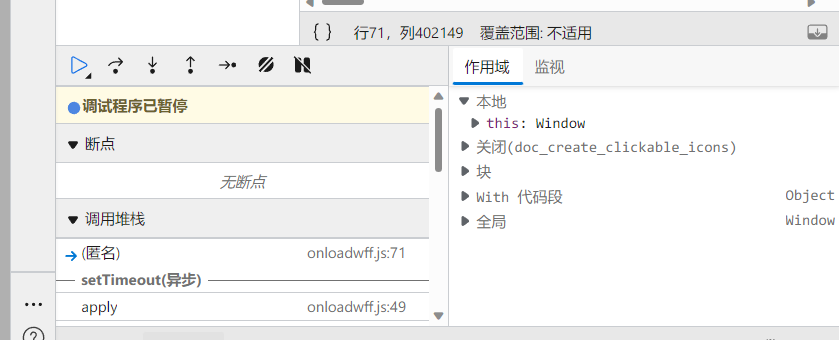 { } 行71，列402149 覆盖范围: 不适用
调试程序已暂停
断点
无断点
调用堆栈
(匿名) onloadwff.js:71
setTimeout(异步)
apply onloadwff.js:49
作用域 监视
本地
this: Window
关闭(doc_create_clickable_icons)
块
With 代码段 Object
全局 Window